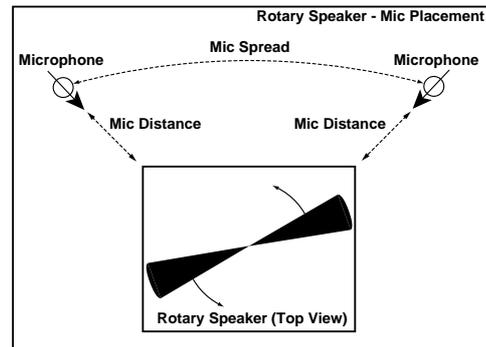 Rotary Speaker - Mic Placement
Mic Spread
Microphone
Microphone
Mic Distance
Mic Distance
Rotary Speaker (Top View)